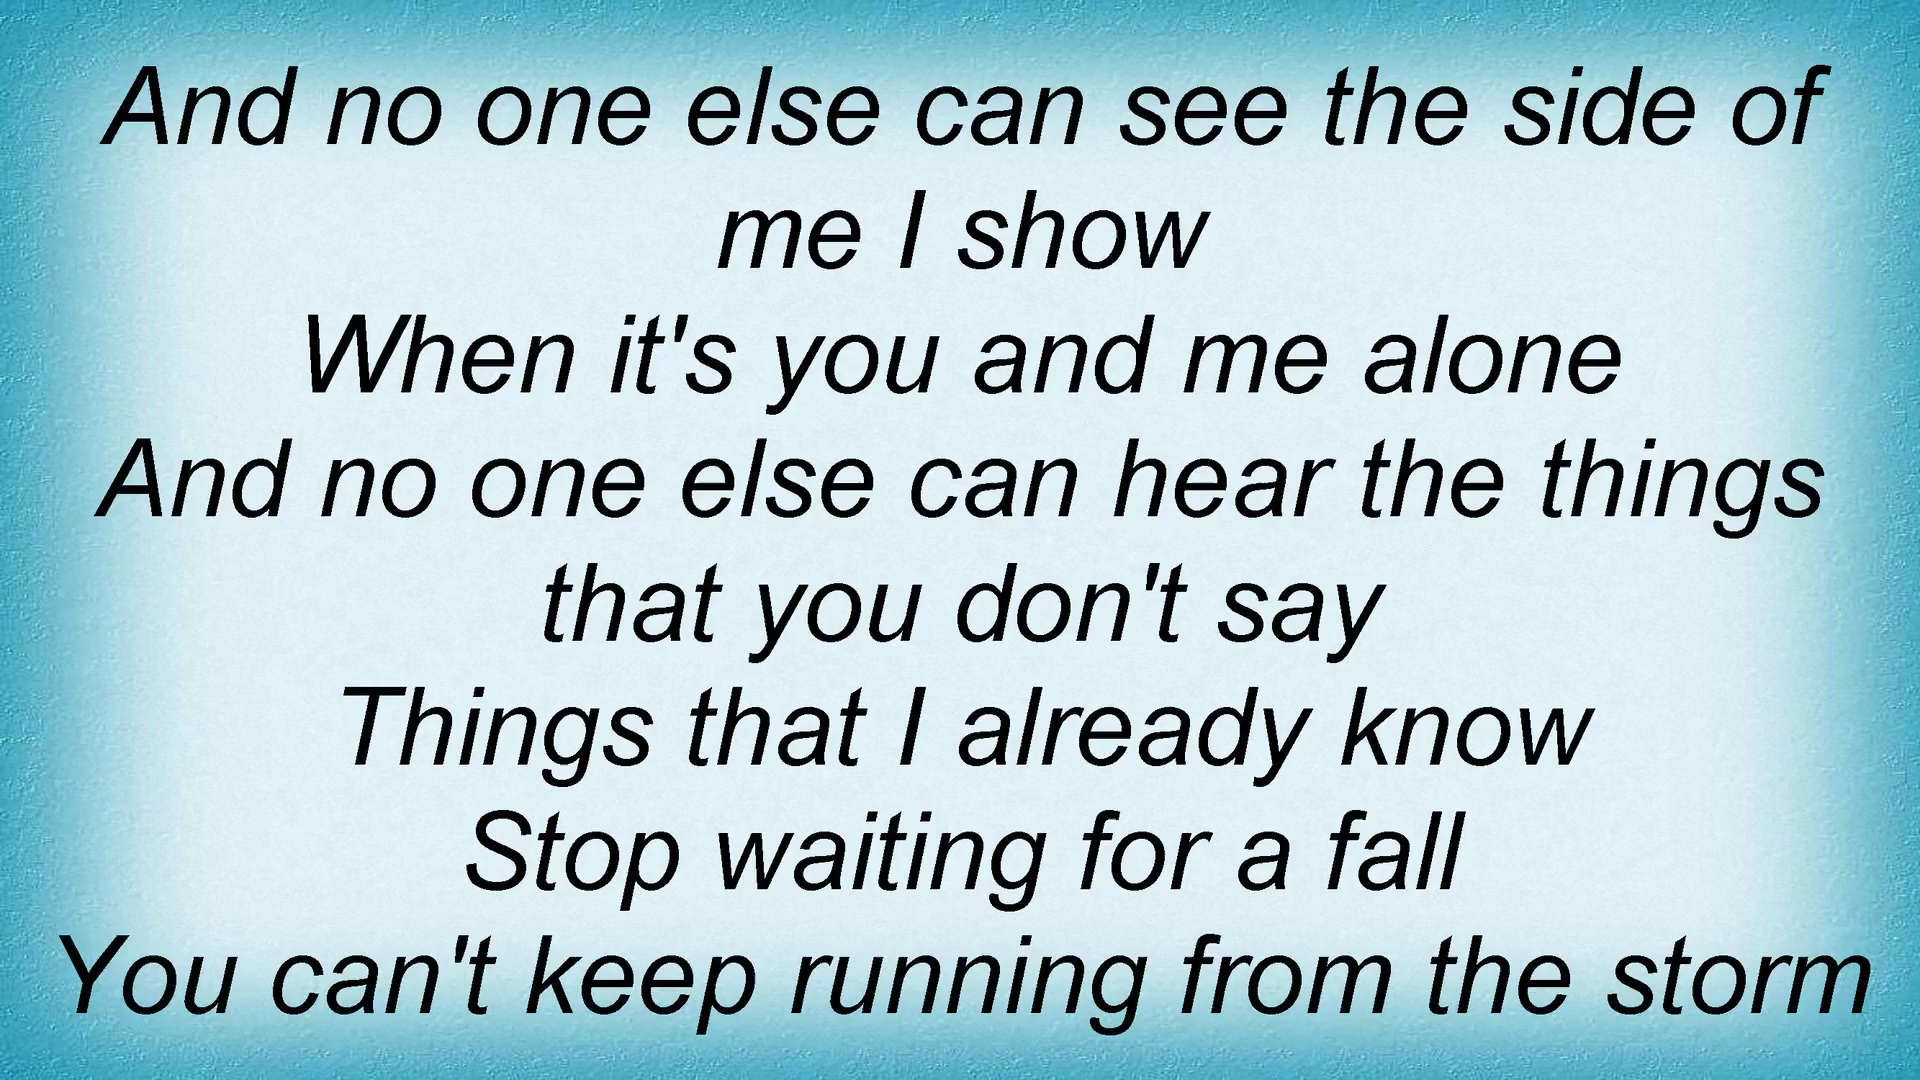 And no one else can see the side of
me I show
When it's you and me alone
And no one else can hear the things
that you don't say
Things that I already know
Stop waiting for a fall
You can't keep running from the storm